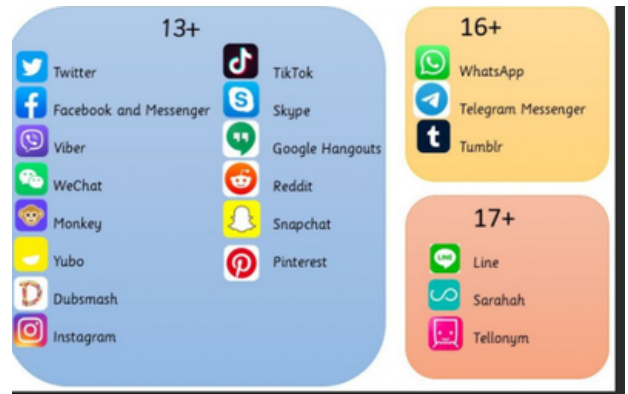 13+
Twitter
Facebook and Messenger
Viber
WeChat
Monkey
Yubo
Dubsmash
Instagram
TikTok
Skype
Google Hangouts
Reddit
Snapchat
Pinterest
16+
WhatsApp
Telegram Messenger
Tumblr
17+
LINE
Line
Sarahah
Tellonym